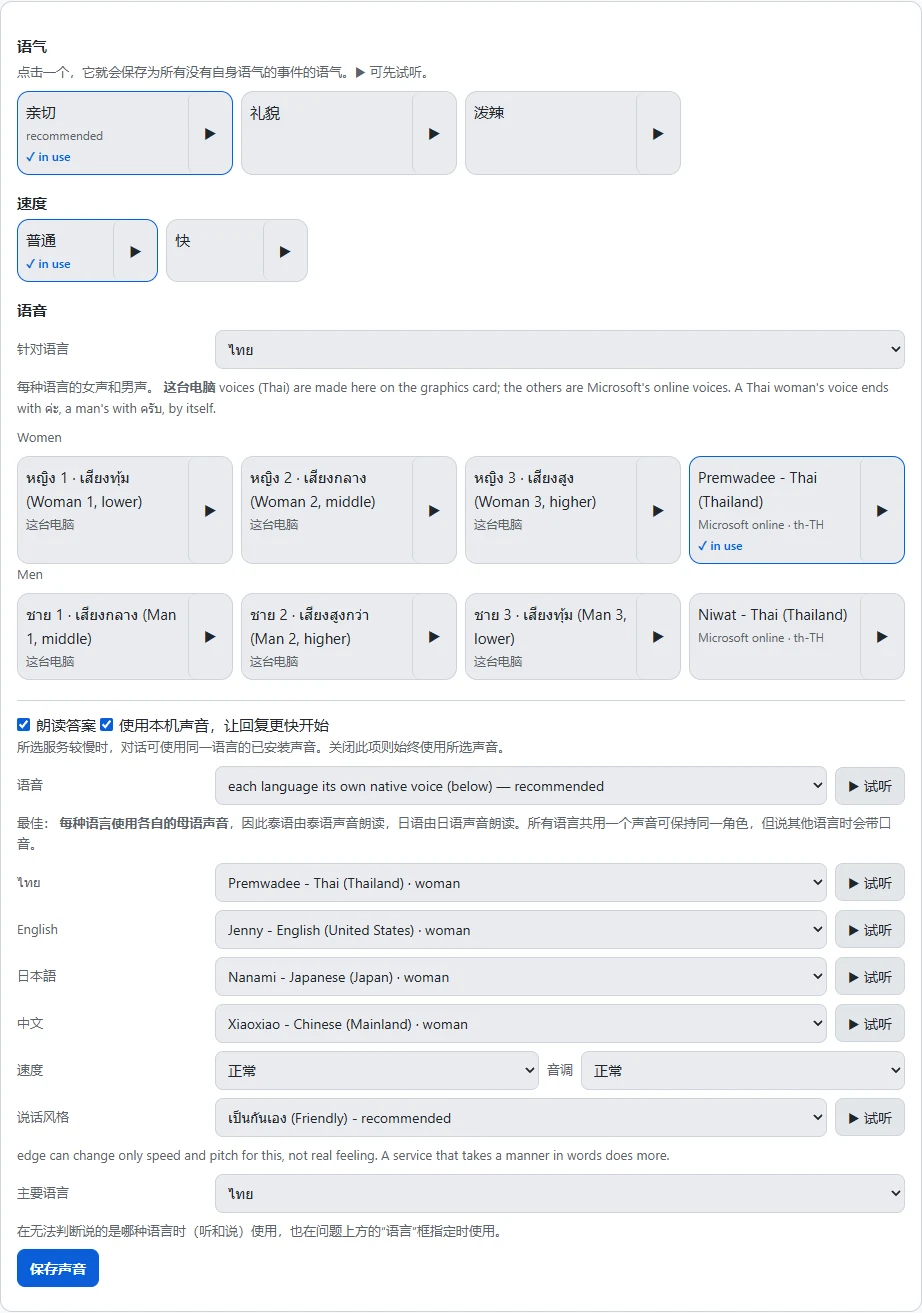 语气
点击一个，它就会保存为所有没有自身语气的事件的语气。▶ 可先试听。
亲切
recommended
✓ in use
▶
礼貌
▶
泼辣
▶
速度
普通
✓ in use
▶
快
▶
语音
针对语言
ไทย
每种语言的女声和男声。 这台电脑 voices (Thai) are made here on the graphics card; the others are Microsoft's online voices. A Thai woman's voice ends
with ค่ะ, a man's with ครับ, by itself.
Women
หญิง 1 · เสียงทุ้ม
(Woman 1, lower)
这台电脑
▶
หญิง 2 · เสียงกลาง
(Woman 2, middle)
这台电脑
▶
หญิง 3 · เสียงสูง
(Woman 3, higher)
这台电脑
▶
Premwadee - Thai
(Thailand)
Microsoft online · th-TH
✓ in use
▶
Men
ชาย 1 · เสียงกลาง (Man
1, middle)
这台电脑
▶
ชาย 2 · เสียงสูงกว่า
(Man 2, higher)
这台电脑
▶
ชาย 3 · เสียงทุ้ม (Man 3,
lower)
这台电脑
▶
Niwat - Thai (Thailand)
Microsoft online · th-TH
▶
朗读答案 使用本机声音，让回复更快开始
所选服务较慢时，对话可使用同一语言的已安装声音。关闭此项则始终使用所选声音。
语音 each language its own native voice (below) — recommended ▶ 试听
最佳： 每种语言使用各自的母语声音，因此泰语由泰语声音朗读，日语由日语声音朗读。所有语言共用一个声音可保持同一角色，但说其他语言时会带口
音。
ไทย Premwadee - Thai (Thailand) · woman ▶ 试听
English Jenny - English (United States) · woman ▶ 试听
日本語 Nanami - Japanese (Japan) · woman ▶ 试听
中文 Xiaoxiao - Chinese (Mainland) · woman ▶ 试听
速度 正常 音调 正常
说话风格 เป็นกันเอง (Friendly) - recommended ▶ 试听
edge can change only speed and pitch for this, not real feeling. A service that takes a manner in words does more.
主要语言 ไทย
在无法判断说的是哪种语言时（听和说）使用，也在问题上方的“语言”框指定时使用。
保存声音